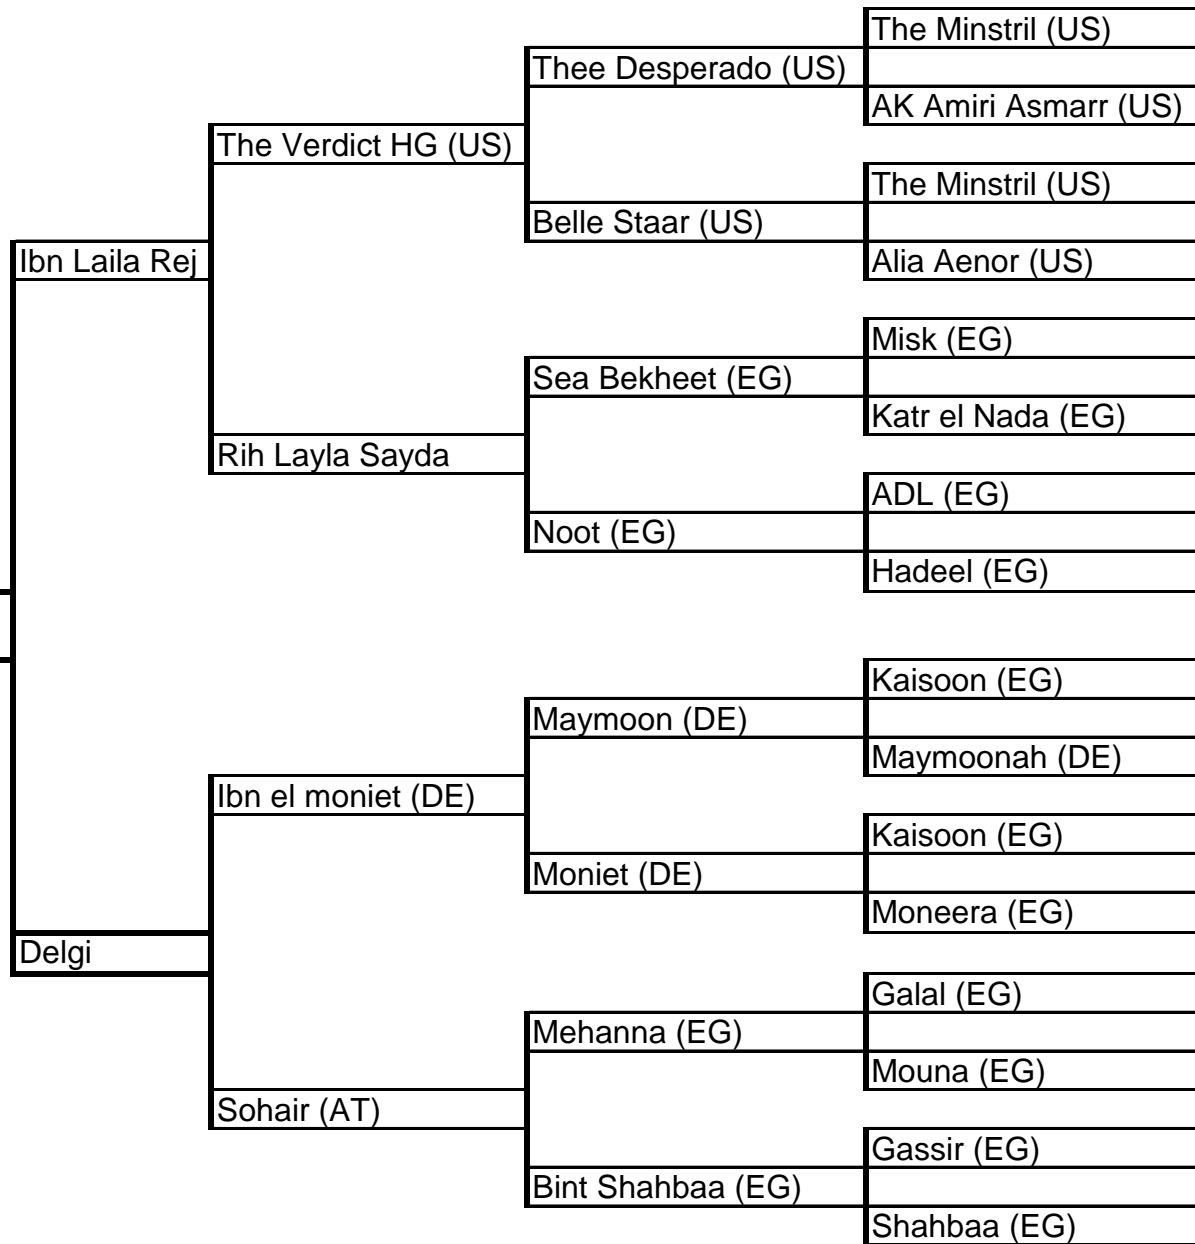 The Minstril (US)
Thee Desperado (US)
AK Amiri Asmarr (US)
The Verdict HG (US)
The Minstril (US)
Belle Staar (US)
Ibn Laila Rej
Alia Aenor (US)
Misk (EG)
Sea Bekheet (EG)
Katr el Nada (EG)
Rih Layla Sayda
ADL (EG)
Noot (EG)
Hadeel (EG)
Kaisoon (EG)
Maymoon (DE)
Maymoonah (DE)
Ibn el moniet (DE)
Kaisoon (EG)
Moniet (DE)
Moneera (EG)
Delgi
Galal (EG)
Mehanna (EG)
Mouna (EG)
Sohair (AT)
Gassir (EG)
Bint Shahbaa (EG)
Shahbaa (EG)